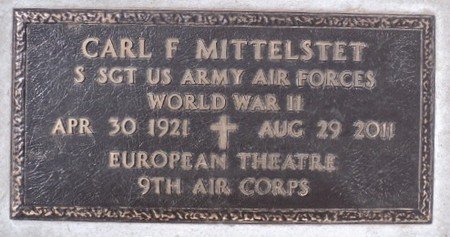 CARL F MITTELSTET
S SGT US ARMY AIR FORCES
WORLD WAR II
APR 30 1921 ✝ AUG 29 2011
EUROPEAN THEATRE
9TH AIR CORPS